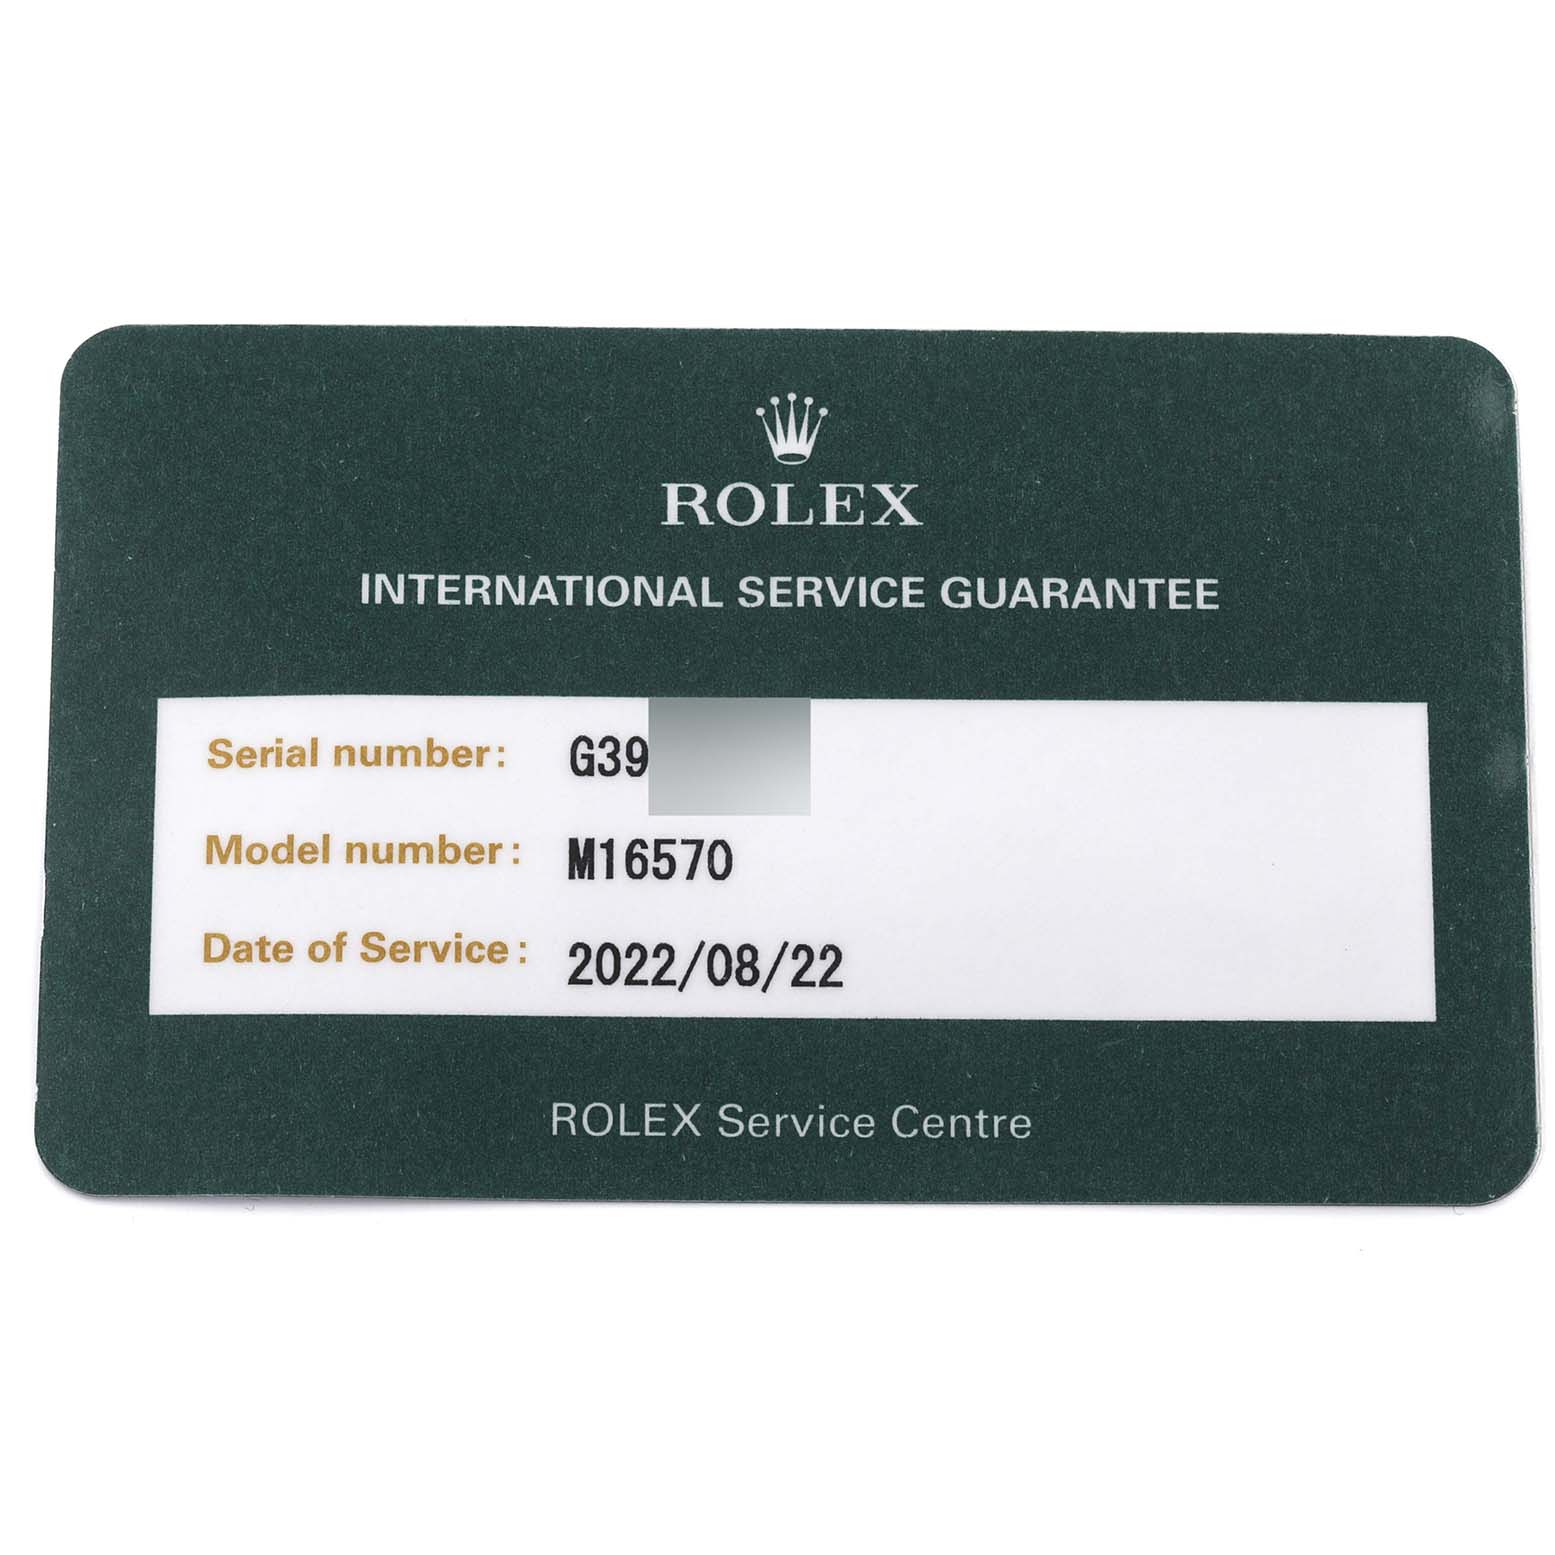 ROLEX
INTERNATIONAL SERVICE GUARANTEE
Serial number: G39
Model number: M16570
Date of Service: 2022/08/22
ROLEX Service Centre